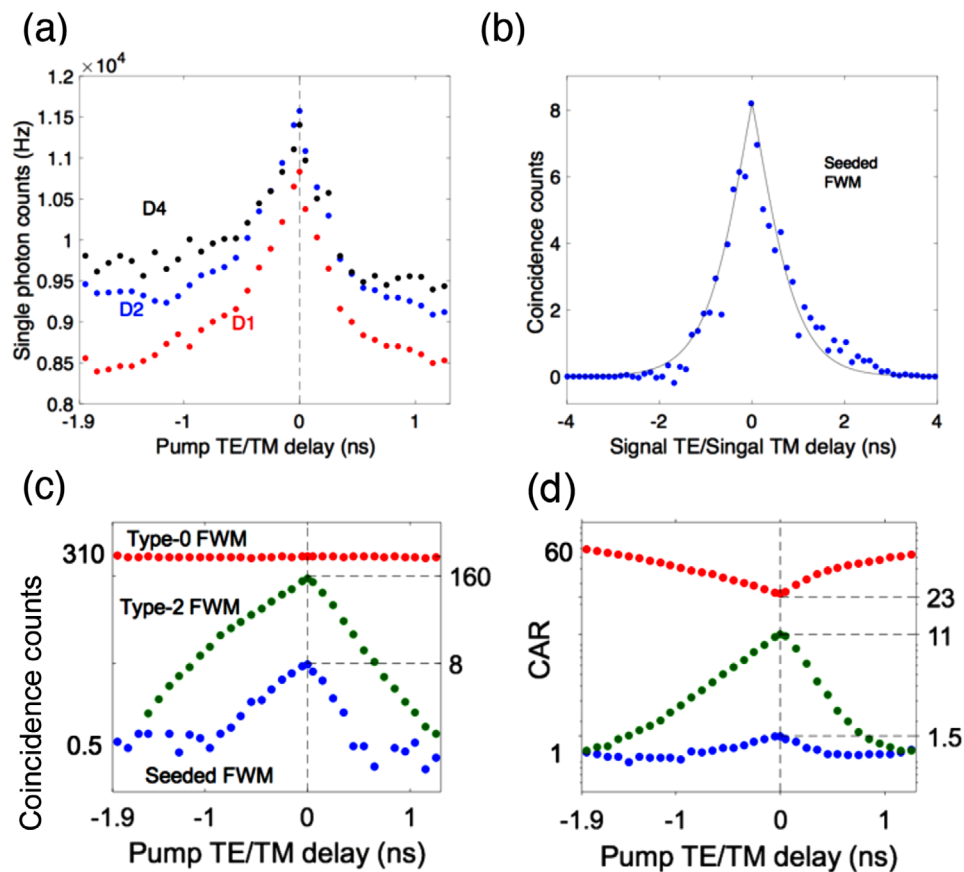 (a)
× 10⁴
1.2
1.15
1.1
1.05
1
0.95
0.9
0.85
0.8
Single photon counts (Hz)
D4
D2
D1
-1.9
-1
0
1
Pump TE/TM delay (ns)
(b)
8
6
4
2
0
Coincidence counts
Seeded
FWM
-4
-2
0
2
4
Signal TE/Singal TM delay (ns)
(c)
310
0.5
Coincidence counts
Type-0 FWM
Type-2 FWM
Seeded FWM
160
8
-1.9
-1
0
1
Pump TE/TM delay (ns)
(d)
60
1
CAR
23
11
1.5
-1.9
-1
0
1
Pump TE/TM delay (ns)